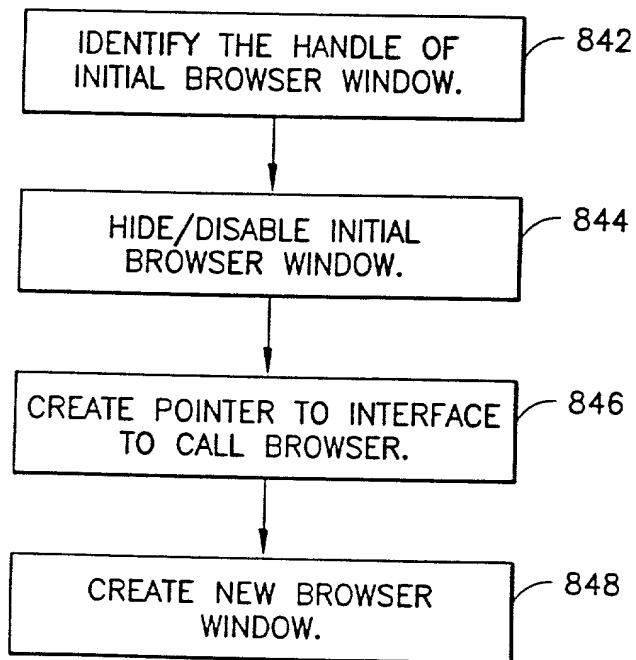 IDENTIFY THE HANDLE OF
INITIAL BROWSER WINDOW.
842
HIDE/DISABLE INITIAL
BROWSER WINDOW.
844
CREATE POINTER TO INTERFACE
TO CALL BROWSER.
846
CREATE NEW BROWSER
WINDOW.
848